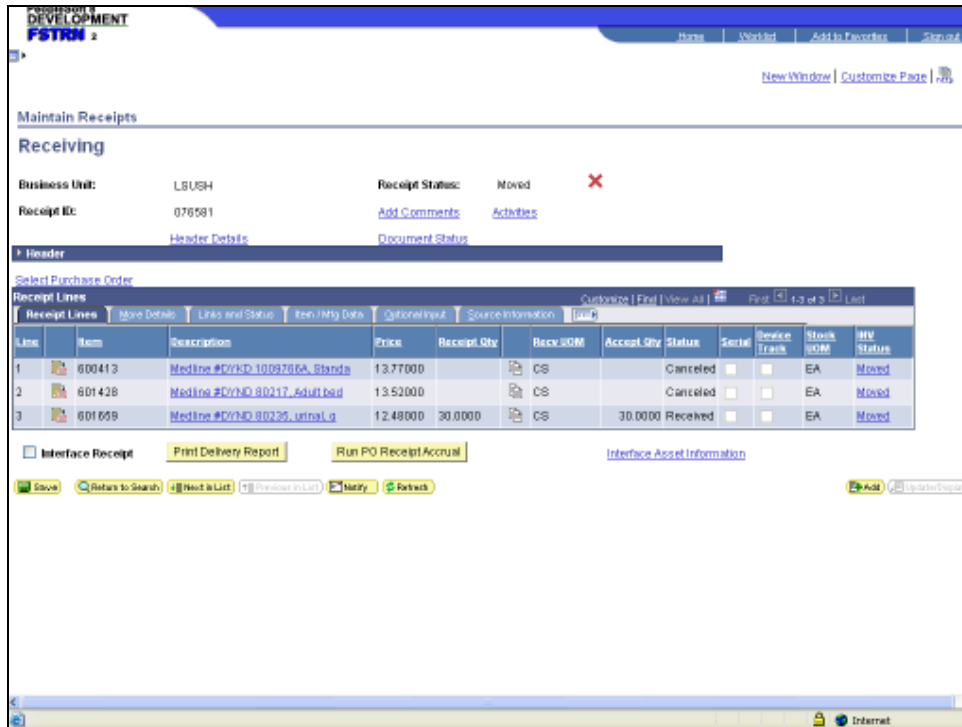 DEVELOPMENT
FSTRN 2
Home | Worklist | Add to Favorites | Sign out
New Window | Customize Page |
Maintain Receipts
Receiving
Business Unit: LSUSH Receipt Status: Moved
Receipt ID: 076581 Add Comments Activities
Header Details Document Status
Header
Select Purchase Order
Receipt Lines Customize | Find | View All | First 1-3 of 3 Last
Receipt Lines More Details Links and Status Item / Mfg Data Optional Input Source Information
Line Item Description Price Receipt Qty Recv UOM Accept Qty Status Serial Device Track Stock UOM INV Status
1 600413 Medline #DYKD 1009766A, Standa 13.77000 CS Canceled EA Moved
2 601428 Medline #DYND 80217, Adult bed 13.52000 CS Canceled EA Moved
3 601659 Medline #DYND 80235, urinal, g 12.48000 30.0000 CS 30.0000 Received EA Moved
Interface Receipt Print Delivery Report Run PO Receipt Accrual Interface Asset Information
Save Return to Search Next in List Previous in List Notify Refresh Add Update/Display
Internet